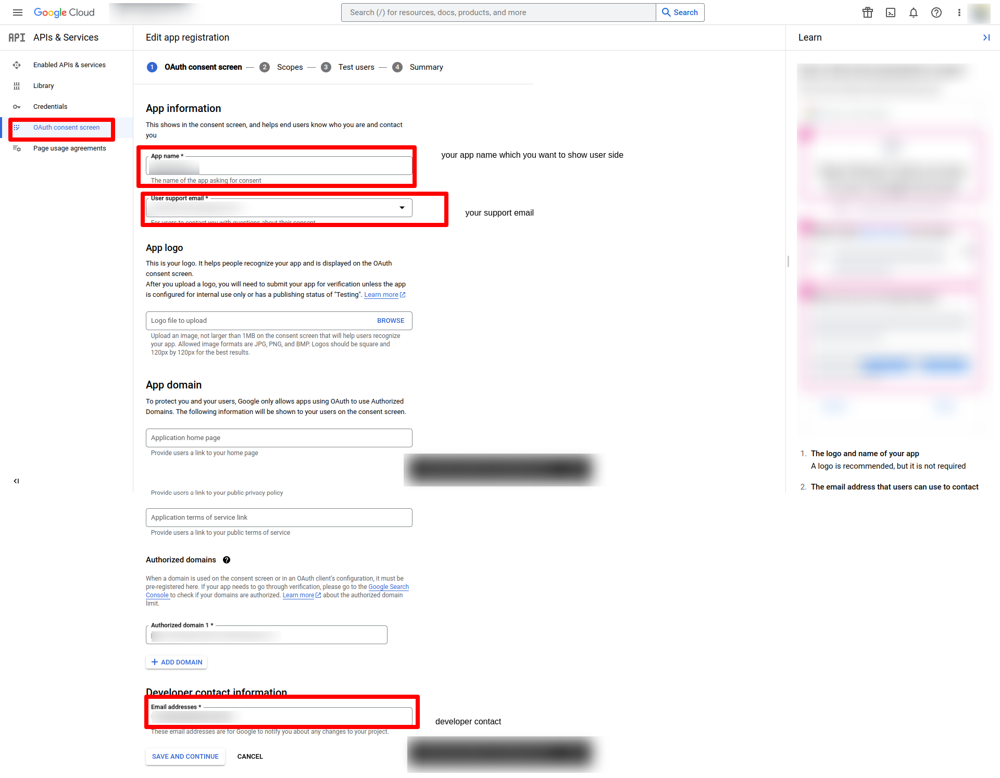 Google Cloud
Search (/) for resources, docs, products, and more
Search
API APIs & Services
Enabled APIs & services
Library
Credentials
OAuth consent screen
Page usage agreements
Edit app registration
1 OAuth consent screen — 2 Scopes — 3 Test users — 4 Summary
App information
This shows in the consent screen, and helps end users know who you are and contact
you
App name *
The name of the app asking for consent
your app name which you want to show user side
User support email *
For users to contact you with questions about their consent
your support email
App logo
This is your logo. It helps people recognize your app and is displayed on the OAuth
consent screen.
After you upload a logo, you will need to submit your app for verification unless the app
is configured for internal use only or has a publishing status of "Testing". Learn more
Logo file to upload
BROWSE
Upload an image, not larger than 1MB on the consent screen that will help users recognize
your app. Allowed image formats are JPG, PNG, and BMP. Logos should be square and
120px by 120px for the best results.
App domain
To protect you and your users, Google only allows apps using OAuth to use Authorized
Domains. The following information will be shown to your users on the consent screen.
Application home page
Provide users a link to your home page
Provide users a link to your public privacy policy
Application terms of service link
Provide users a link to your public terms of service
Authorized domains
When a domain is used on the consent screen or in an OAuth client's configuration, it must be
pre-registered here. If your app needs to go through verification, please go to the Google Search
Console to check if your domains are authorized. Learn more about the authorized domain
limit.
Authorized domain 1 *
ADD DOMAIN
Developer contact information
Email addresses *
developer contact
These email addresses are for Google to notify you about any changes to your project.
SAVE AND CONTINUE
CANCEL
Learn
1. The logo and name of your app
A logo is recommended, but it is not required
2. The email address that users can use to contact